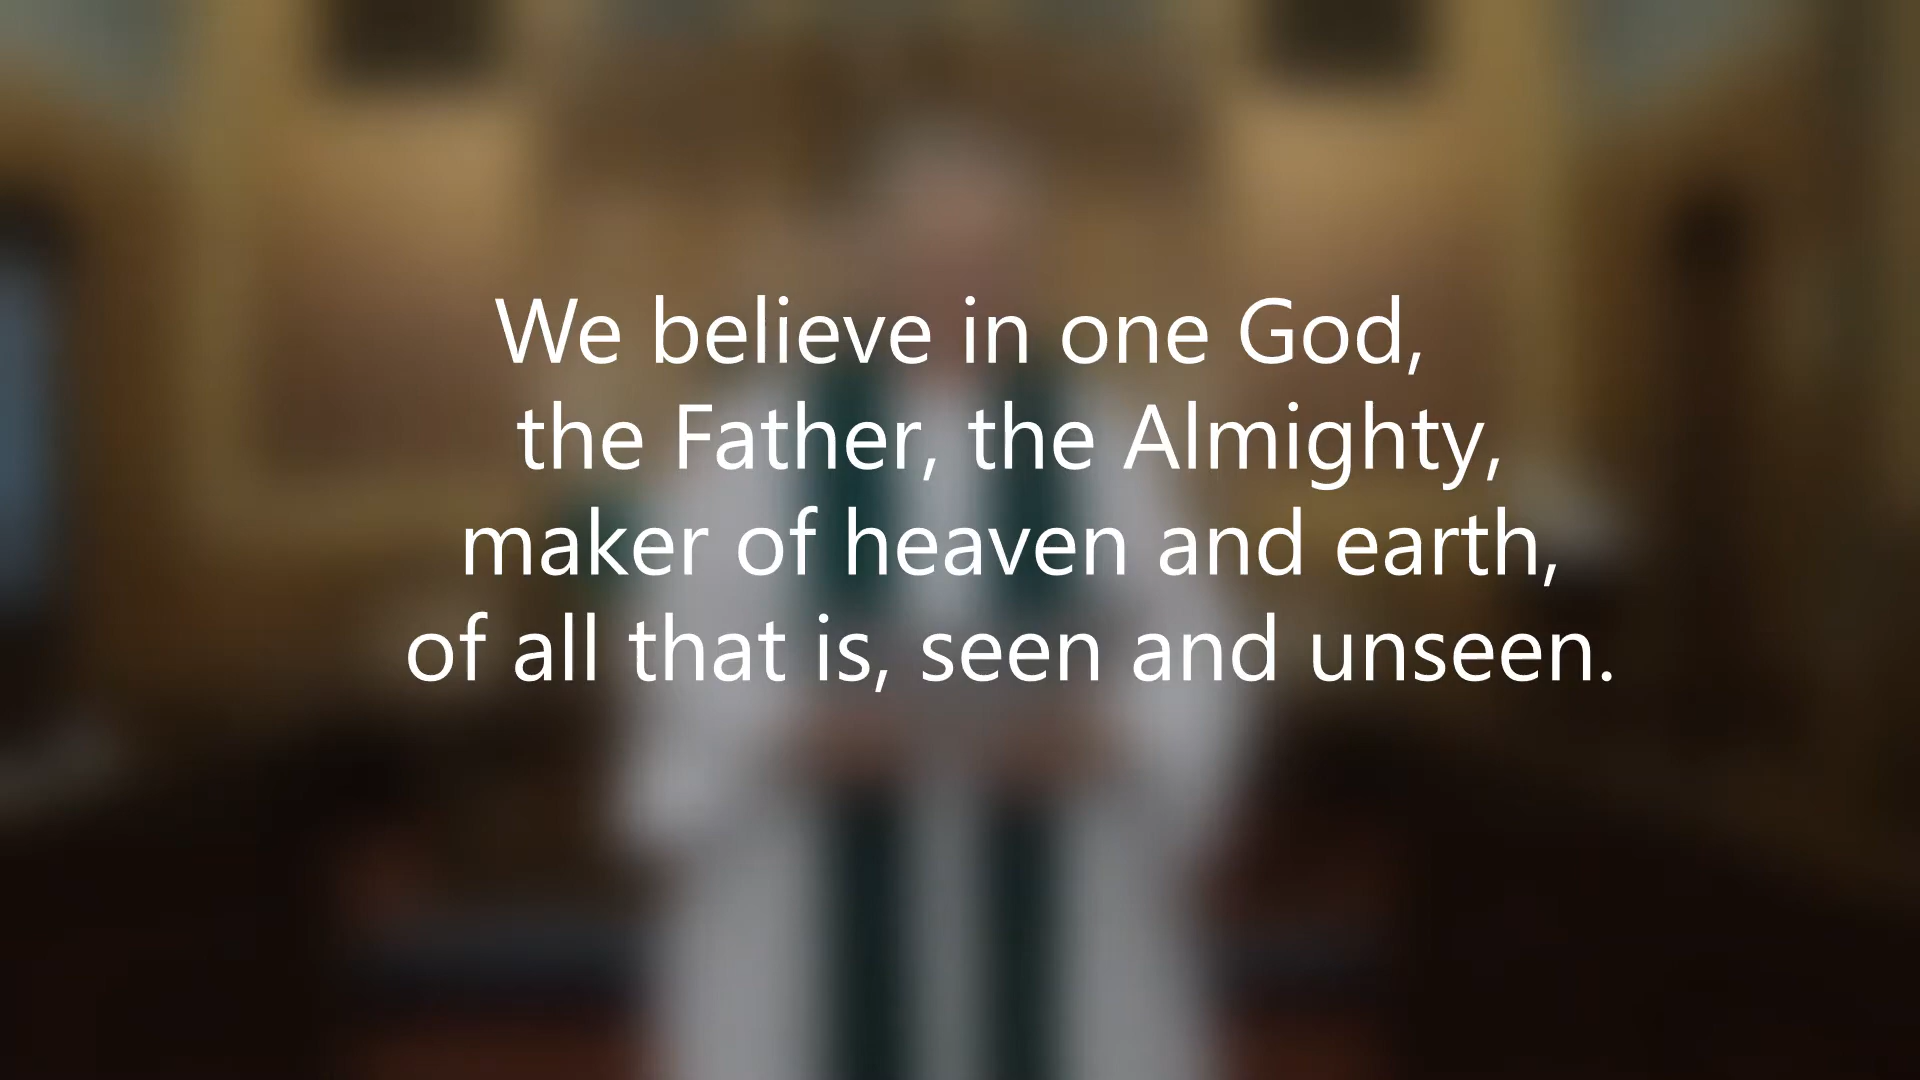 We believe in one God,
the Father, the Almighty,
maker of heaven and earth,
of all that is, seen and unseen.